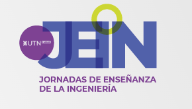 UTN
JEIN
JORNADAS DE ENSEÑANZA
DE LA INGENIERÍA